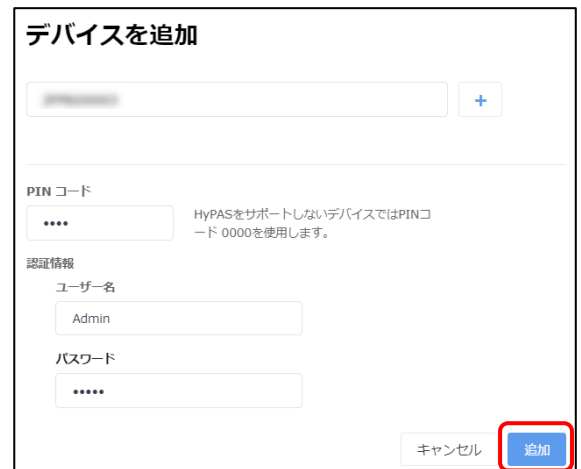 デバイスを追加
+
PIN コード
••••
HyPASをサポートしないデバイスではPINコ
ード 0000を使用します。
認証情報
ユーザー名
Admin
パスワード
•••••
キャンセル
追加